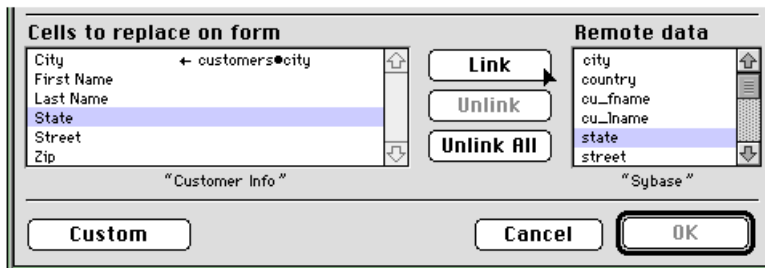 Cells to replace on form
Remote data
City ← customers●city
First Name
Last Name
State
Street
Zip
Link
Unlink
Unlink All
city
country
cu_fname
cu_lname
state
street
"Customer Info"
"Sybase"
Custom
Cancel
OK